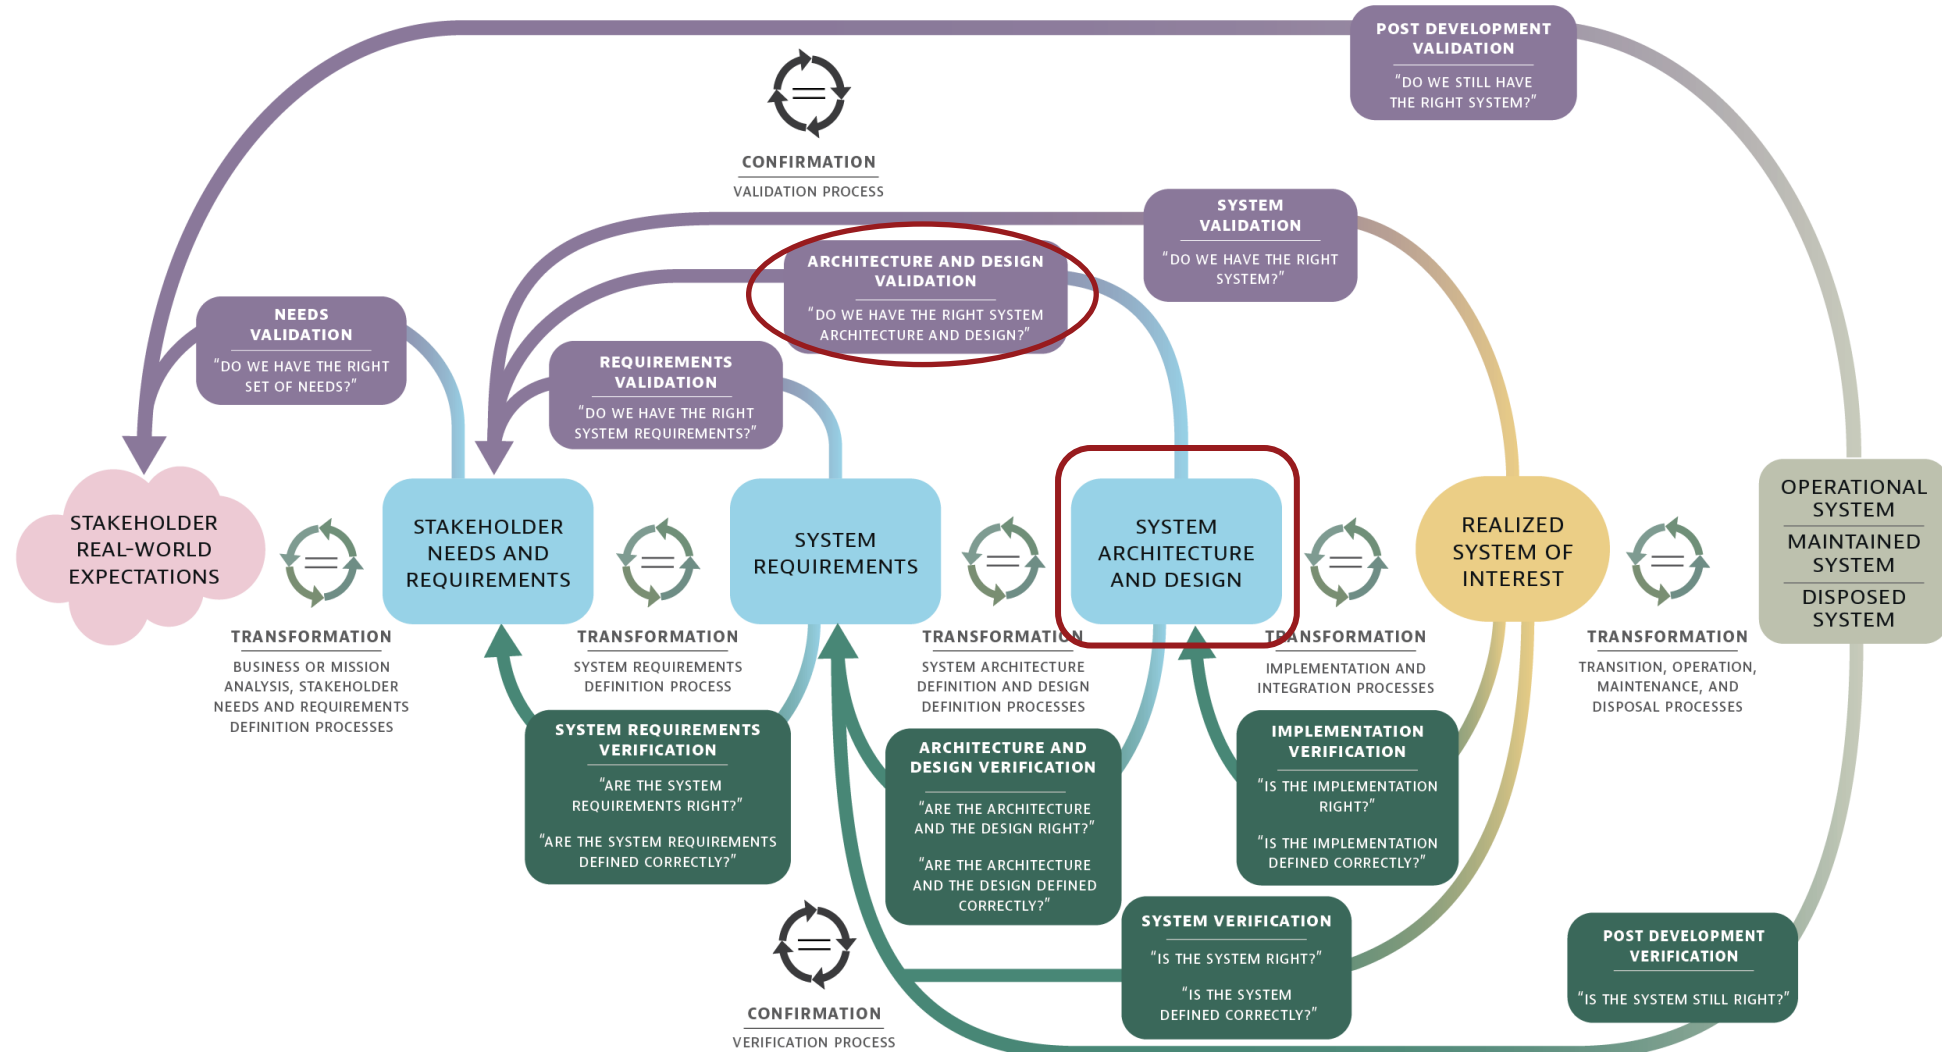 POST DEVELOPMENT
VALIDATION
"DO WE STILL HAVE
THE RIGHT SYSTEM?"
CONFIRMATION
VALIDATION PROCESS
SYSTEM
VALIDATION
"DO WE HAVE THE RIGHT
SYSTEM?"
ARCHITECTURE AND DESIGN
VALIDATION
"DO WE HAVE THE RIGHT SYSTEM
ARCHITECTURE AND DESIGN?"
NEEDS
VALIDATION
"DO WE HAVE THE RIGHT
SET OF NEEDS?"
REQUIREMENTS
VALIDATION
"DO WE HAVE THE RIGHT
SYSTEM REQUIREMENTS?"
STAKEHOLDER
REAL-WORLD
EXPECTATIONS
STAKEHOLDER
NEEDS AND
REQUIREMENTS
SYSTEM
REQUIREMENTS
SYSTEM
ARCHITECTURE
AND DESIGN
REALIZED
SYSTEM OF
INTEREST
OPERATIONAL
SYSTEM
MAINTAINED
SYSTEM
DISPOSED
SYSTEM
TRANSFORMATION
BUSINESS OR MISSION
ANALYSIS, STAKEHOLDER
NEEDS AND REQUIREMENTS
DEFINITION PROCESSES
TRANSFORMATION
SYSTEM REQUIREMENTS
DEFINITION PROCESS
TRANSFORMATION
SYSTEM ARCHITECTURE
DEFINITION AND DESIGN
DEFINITION PROCESSES
TRANSFORMATION
IMPLEMENTATION AND
INTEGRATION PROCESSES
TRANSFORMATION
TRANSITION, OPERATION,
MAINTENANCE, AND
DISPOSAL PROCESSES
SYSTEM REQUIREMENTS
VERIFICATION
"ARE THE SYSTEM
REQUIREMENTS RIGHT?"
"ARE THE SYSTEM REQUIREMENTS
DEFINED CORRECTLY?"
ARCHITECTURE AND
DESIGN VERIFICATION
"ARE THE ARCHITECTURE
AND THE DESIGN RIGHT?"
"ARE THE ARCHITECTURE
AND THE DESIGN DEFINED
CORRECTLY?"
IMPLEMENTATION
VERIFICATION
"IS THE IMPLEMENTATION
RIGHT?"
"IS THE IMPLEMENTATION
DEFINED CORRECTLY?"
SYSTEM VERIFICATION
"IS THE SYSTEM RIGHT?"
"IS THE SYSTEM
DEFINED CORRECTLY?"
POST DEVELOPMENT
VERIFICATION
"IS THE SYSTEM STILL RIGHT?"
CONFIRMATION
VERIFICATION PROCESS